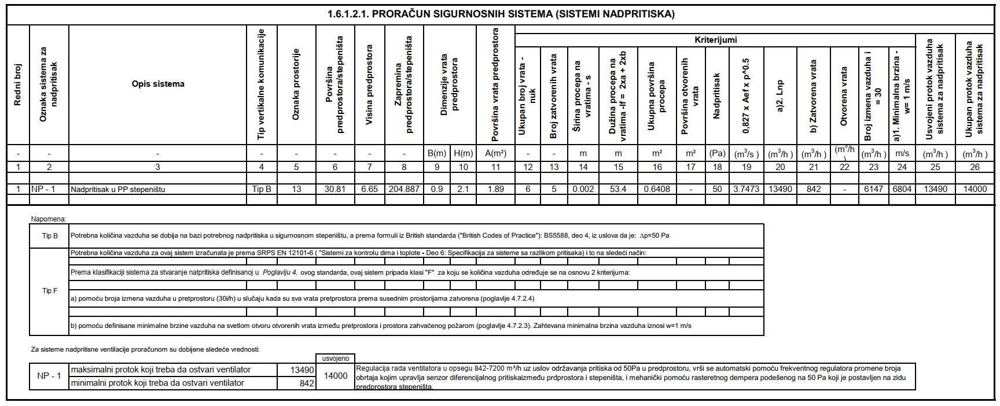 1.6.1.2.1. PRORAČUN SIGURNOSNIH SISTEMA (SISTEMI NADPRITISKA)
Redni broj
Oznaka sistema za nadpritisak
Opis sistema
Tip vertikalne komunikacije
Oznaka prostorije
Površina predprostora/stepeništa
Visina predprostora
Zapremina predprostora/stepeništa
Dimenzije vrata predprostora
Površina vrata predprostora
Kriterijumi
Ukupan broj vrata - nuk
Broj zatvorenih vrata
Širina procepa na vratima - s
Dužina procepa na vratima -lf = 2xa + 2xb
Ukupna površina procepa
Površina otvorenih vrata
Nadpritisak
0,827 x Aef x p^0.5
a)2. Lnp
b) Zatvorena vrata
Otvorena vrata
Broj izmena vazduha i = 30
a)1. Minimalna brzina - w= 1 m/s
Usvojeni protok vazduha sistema za nadpritisak
Ukupan protok vazduha sistema za nadpritisak
- - - - - - - - B(m) H(m) A(m²) - - m m m² m² (Pa) (m³/s ) (m³/h ) (m³/h ) (m³/h ) (m³/h ) m/s (m³/h ) (m³/h )
1 2 3 4 5 6 7 8 9 10 11 12 13 14 15 16 17 18 19 20 21 22 23 24 25 26
1 NP - 1 Nadpritisak u PP stepeništu Tip B 13 30.81 6.65 204.887 0.9 2.1 1.89 6 5 0.002 53.4 0.6408 - 50 3.7473 13490 842 - 6147 6804 13490 14000
Napomena:
Tip B Potrebna količina vazduha se dobija na bazi potrebnog nadpritiska u sigurnosnom stepeništu, a prema formuli iz British standarda ("British Codes of Practice"): BS5588, deo 4, iz uslova da je: Δp=50 Pa
Potrebna količina vazduha za ovaj sistem izračunata je prema SRPS EN 12101-6 ( "Sistemi za kontrolu dima i toplote - Deo 6: Specifikacija za sisteme sa razlikom pritisaka) i to na sledeći način:
Prema klasifikaciji sistema za stvaranje natpritiska definisanoj u Poglavlju 4. ovog standarda, ovaj sistem pripada klasi "F" za koju se količina vazduha određuje se na osnovu 2 kriterijuma:
Tip F
a) pomoću broja izmena vazduha u pretprostoru (30i/h) u slučaju kada su sva vrata pretprostora prema susednim prostorijama zatvorena (poglavlje 4.7.2.4)
b) pomoću definisane minimalne brzine vazduha na svetlom otvoru otvorenih vrata između pretprostora i prostora zahvaćenog požarom (poglavlje 4.7.2.3). Zahtevana minimalna brzina vazduha iznosi w=1 m/s
Za sisteme nadpritisne ventilacije proračunom su dobijene sledeće vrednosti:
usvojeno
NP - 1
maksimalni protok koji treba da ostvari ventilator 13490
minimalni protok koji treba da ostvari ventilator 842
14000
Regulacija rada ventilatora u opsegu 842-7200 m³/h uz uslov održavanja pritiska od 50Pa u predprostoru, vrši se automatski pomoću frekventnog regulatora promene broja
obrtaja kojim upravlja senzor diferencijalnog pritiskaizmeđu prdprostora i stepeništa, i mehanički pomoću rasteretnog dempera podešenog na 50 Pa koji je postavljen na zidu
predprostora stepeništa.